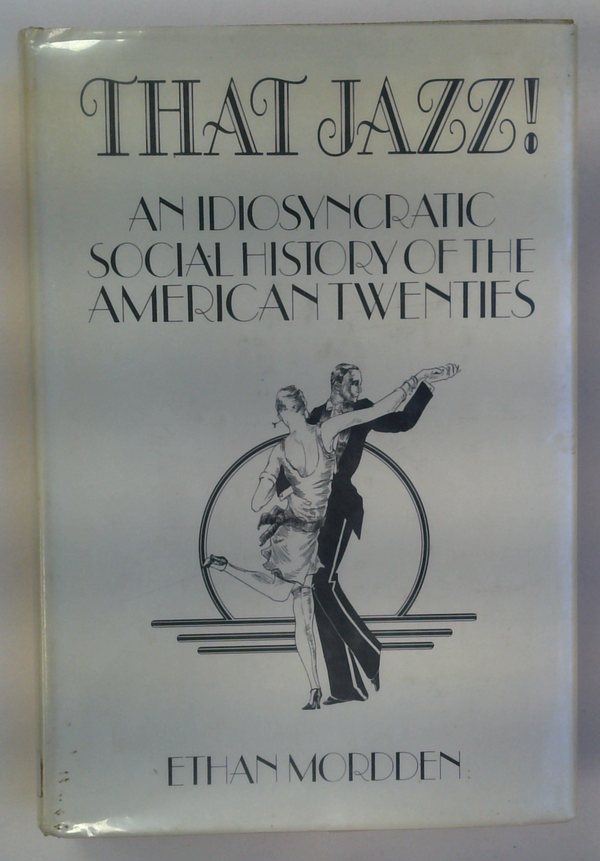 THAT JAZZ!
AN IDIOSYNCRATIC
SOCIAL HISTORY OF THE
AMERICAN TWENTIES
ETHAN MORDDEN